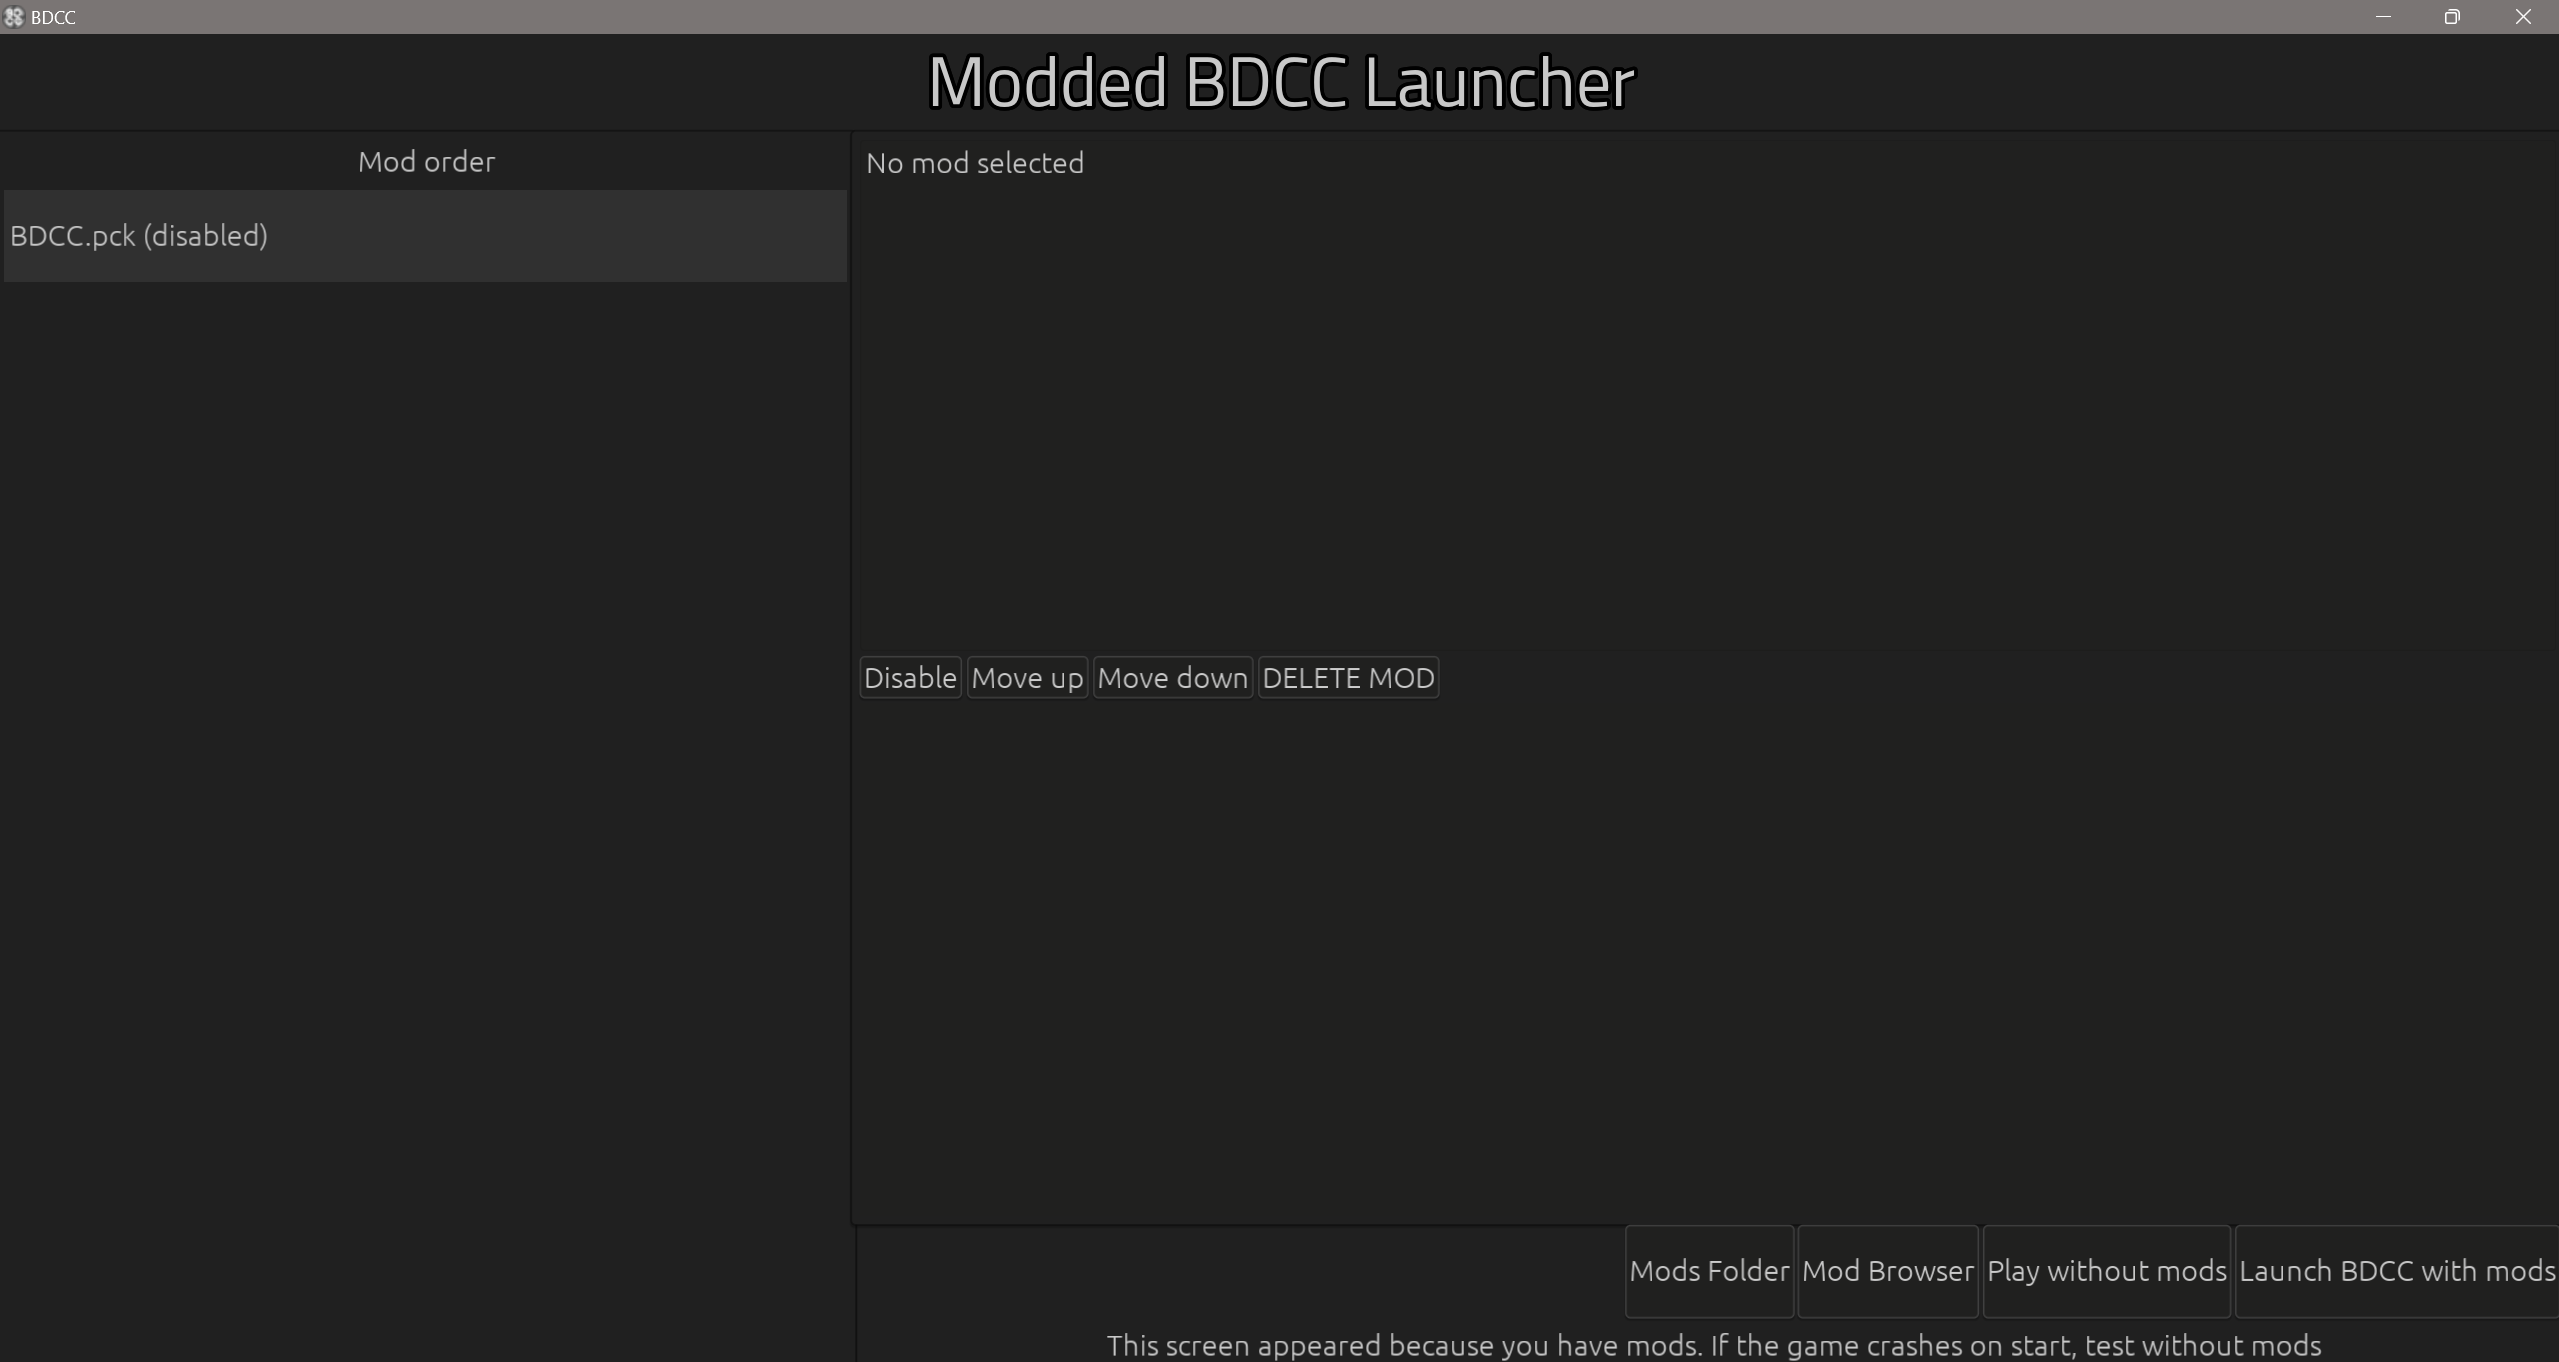 BDCC
Modded BDCC Launcher
Mod order
BDCC.pck (disabled)
No mod selected
Disable
Move up
Move down
DELETE MOD
Mods Folder
Mod Browser
Play without mods
Launch BDCC with mods
This screen appeared because you have mods. If the game crashes on start, test without mods